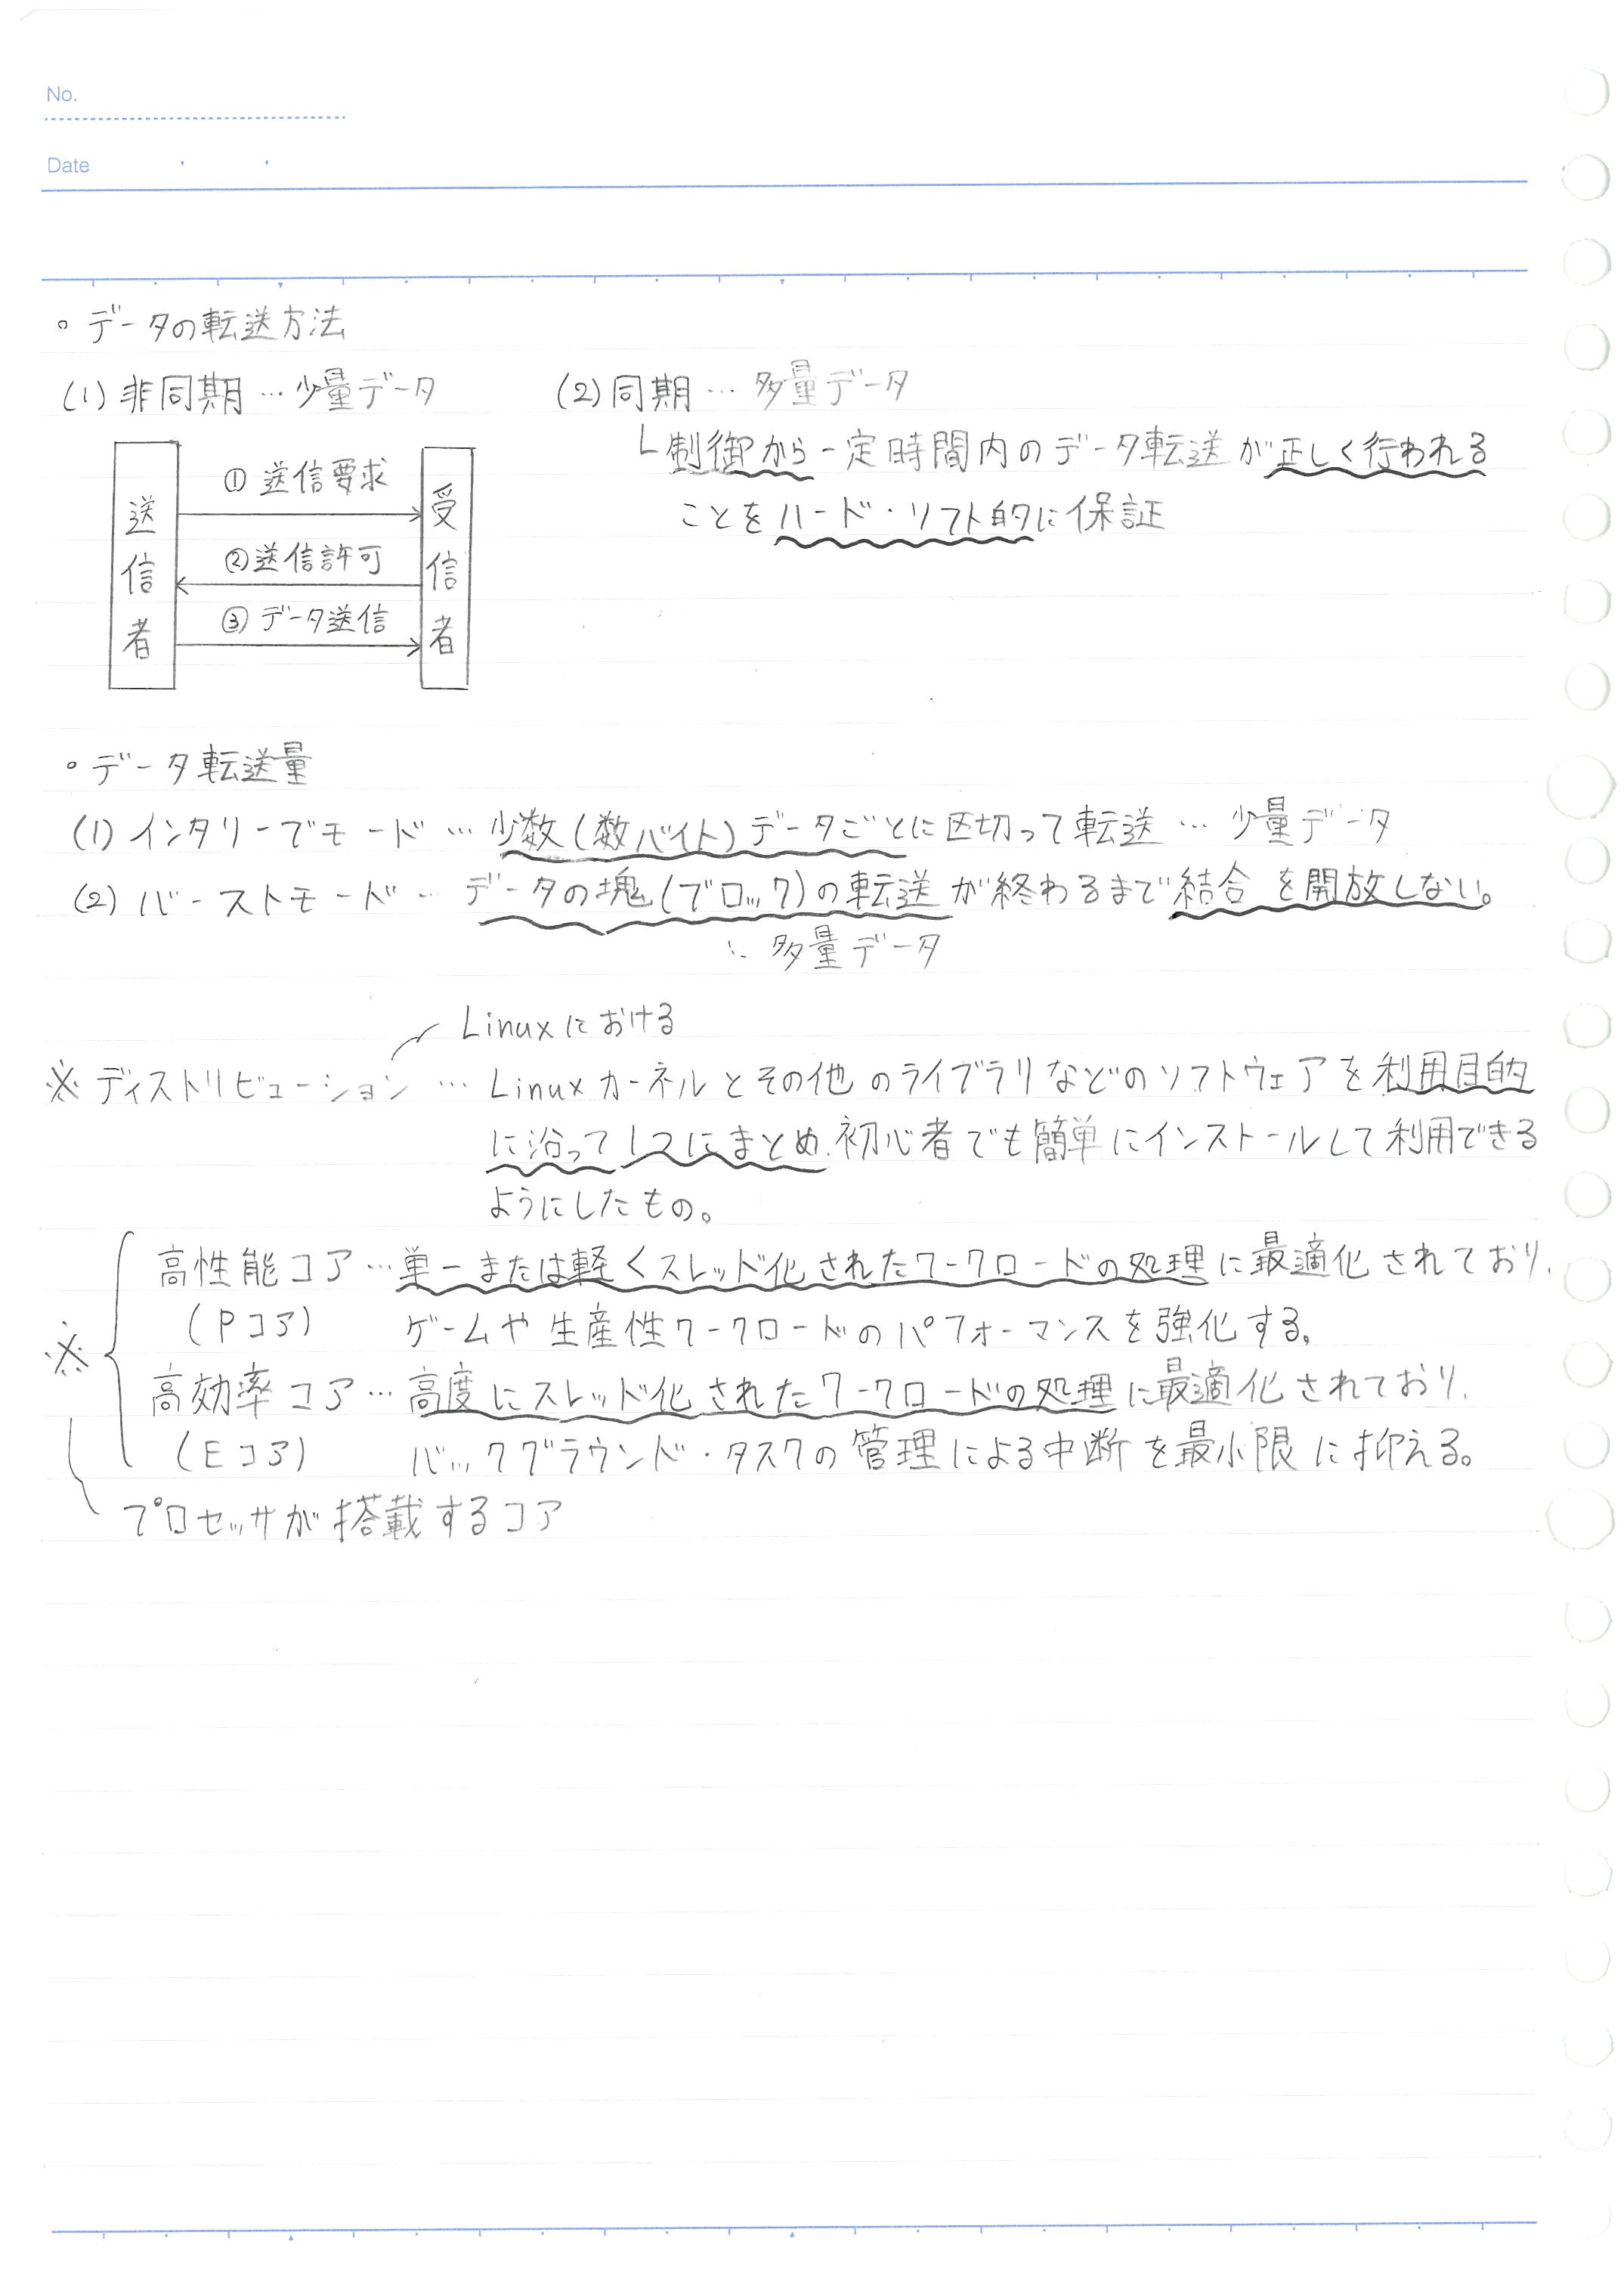 No.
Date
。データの転送方法
(1) 非同期…少量データ
(2) 同期…多量データ
└制御から一定時間内のデータ転送が正しく行われる
ことをハード・ソフト的に保証
送信者
①送信要求
②送信許可
③データ送信
受信者
。データ転送量
(1) インタリーブモード…少数(数バイト)データごとに区切って転送…少量データ
(2) バーストモード…データの塊(ブロック)の転送が終わるまで結合を開放しない。
∵多量データ
Linuxにおける
※ディストリビューション…Linuxカーネルとその他のライブラリなどのソフトウェアを利用目的
に沿って1つにまとめ、初心者でも簡単にインストールして利用できる
ようにしたもの。
※
高性能コア…単一または軽くスレッド化されたワークロードの処理に最適化されており、
(Pコア) ゲームや生産性ワークロードのパフォーマンスを強化する。
高効率コア…高度にスレッド化されたワークロードの処理に最適化されており、
(Eコア) バックグラウンド・タスクの管理による中断を最小限に抑える。
プロセッサが搭載するコア